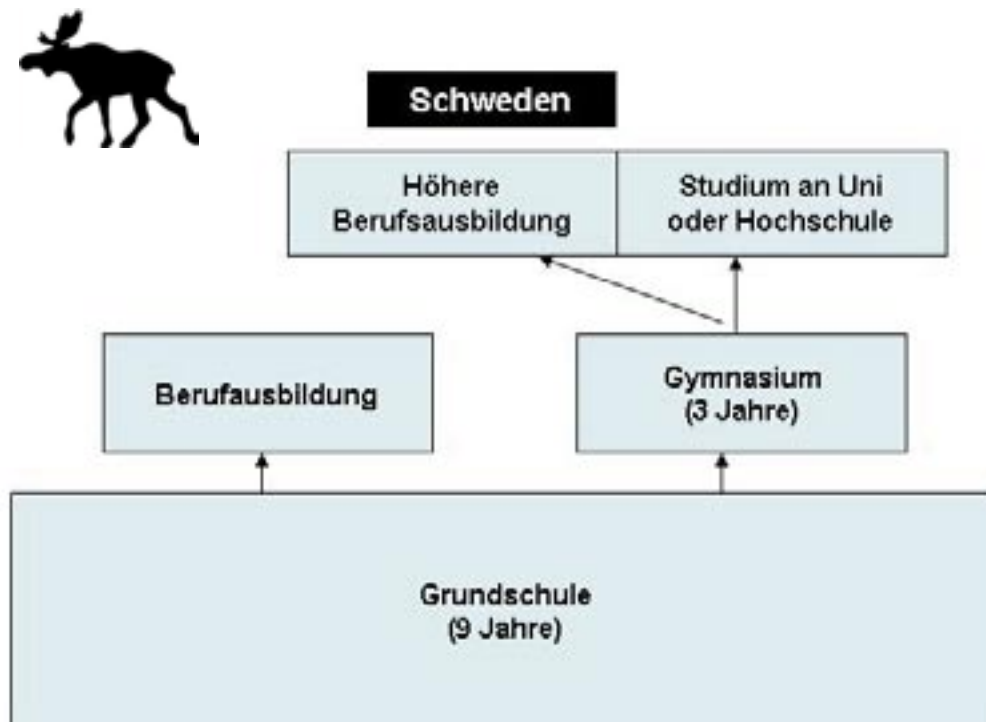 Schweden
Höhere
Berufsausbildung
Studium an Uni
oder Hochschule
Berufausbildung
Gymnasium
(3 Jahre)
Grundschule
(9 Jahre)